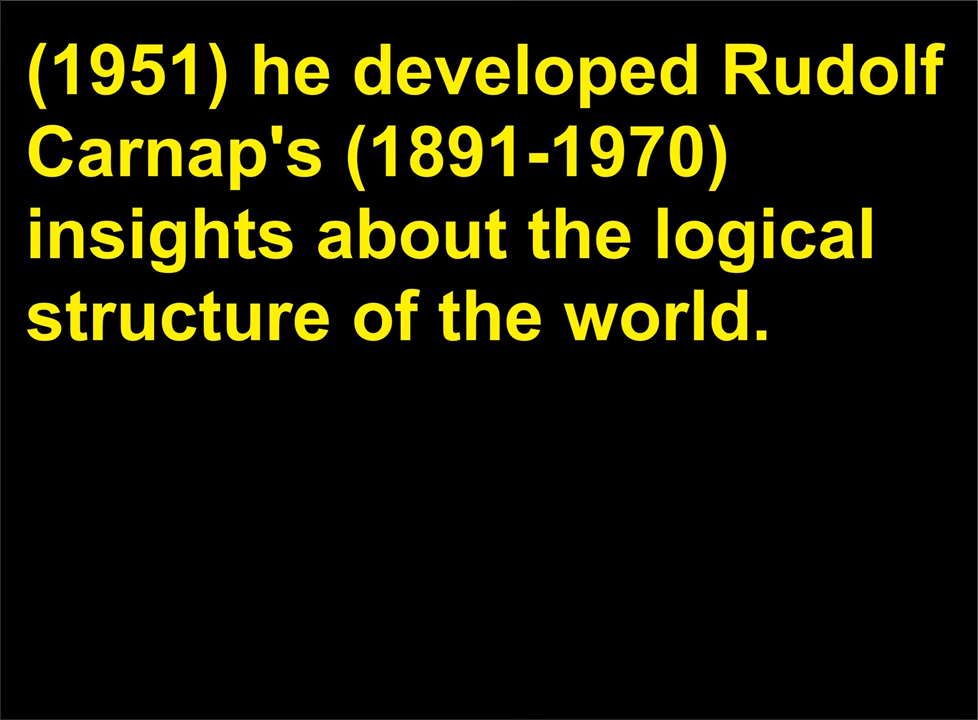 (1951) he developed Rudolf
Carnap's (1891-1970)
insights about the logical
structure of the world.